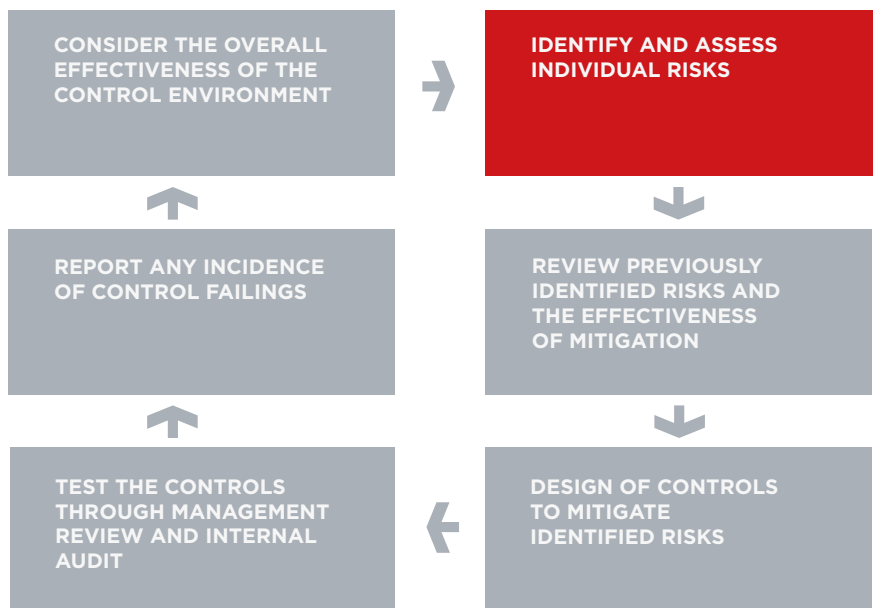 CONSIDER THE OVERALL
EFFECTIVENESS OF THE
CONTROL ENVIRONMENT
IDENTIFY AND ASSESS
INDIVIDUAL RISKS
REPORT ANY INCIDENCE
OF CONTROL FAILINGS
REVIEW PREVIOUSLY
IDENTIFIED RISKS AND
THE EFFECTIVENESS
OF MITIGATION
TEST THE CONTROLS
THROUGH MANAGEMENT
REVIEW AND INTERNAL
AUDIT
DESIGN OF CONTROLS
TO MITIGATE
IDENTIFIED RISKS